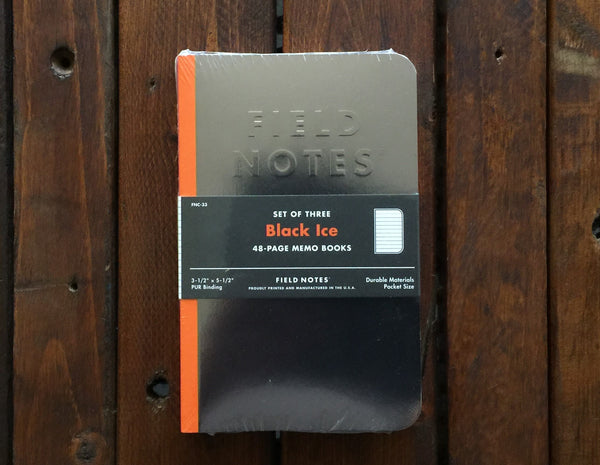 FIELD
NOTES
FNC-33
SET OF THREE
Black Ice
48-PAGE MEMO BOOKS
3-1/2" × 5-1/2"
PUR Binding
FIELD NOTES®
PROUDLY PRINTED AND MANUFACTURED IN THE U.S.A.
Durable Materials
Pocket Size